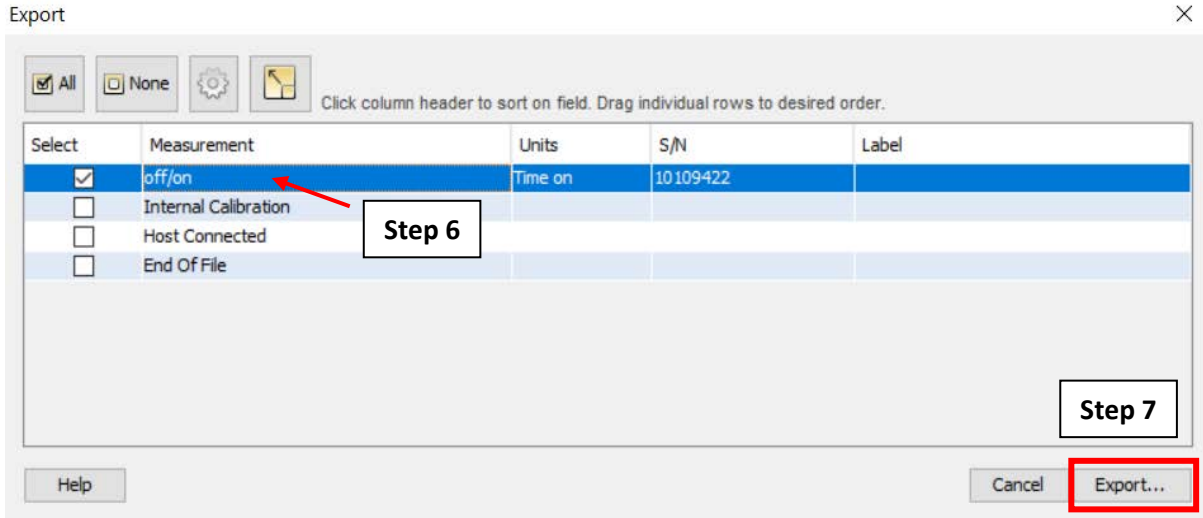 Export
All None Click column header to sort on field. Drag individual rows to desired order.
Select Measurement Units S/N Label
off/on Time on 10109422
Internal Calibration
Step 6
Host Connected
End Of File
Step 7
Help Cancel Export...